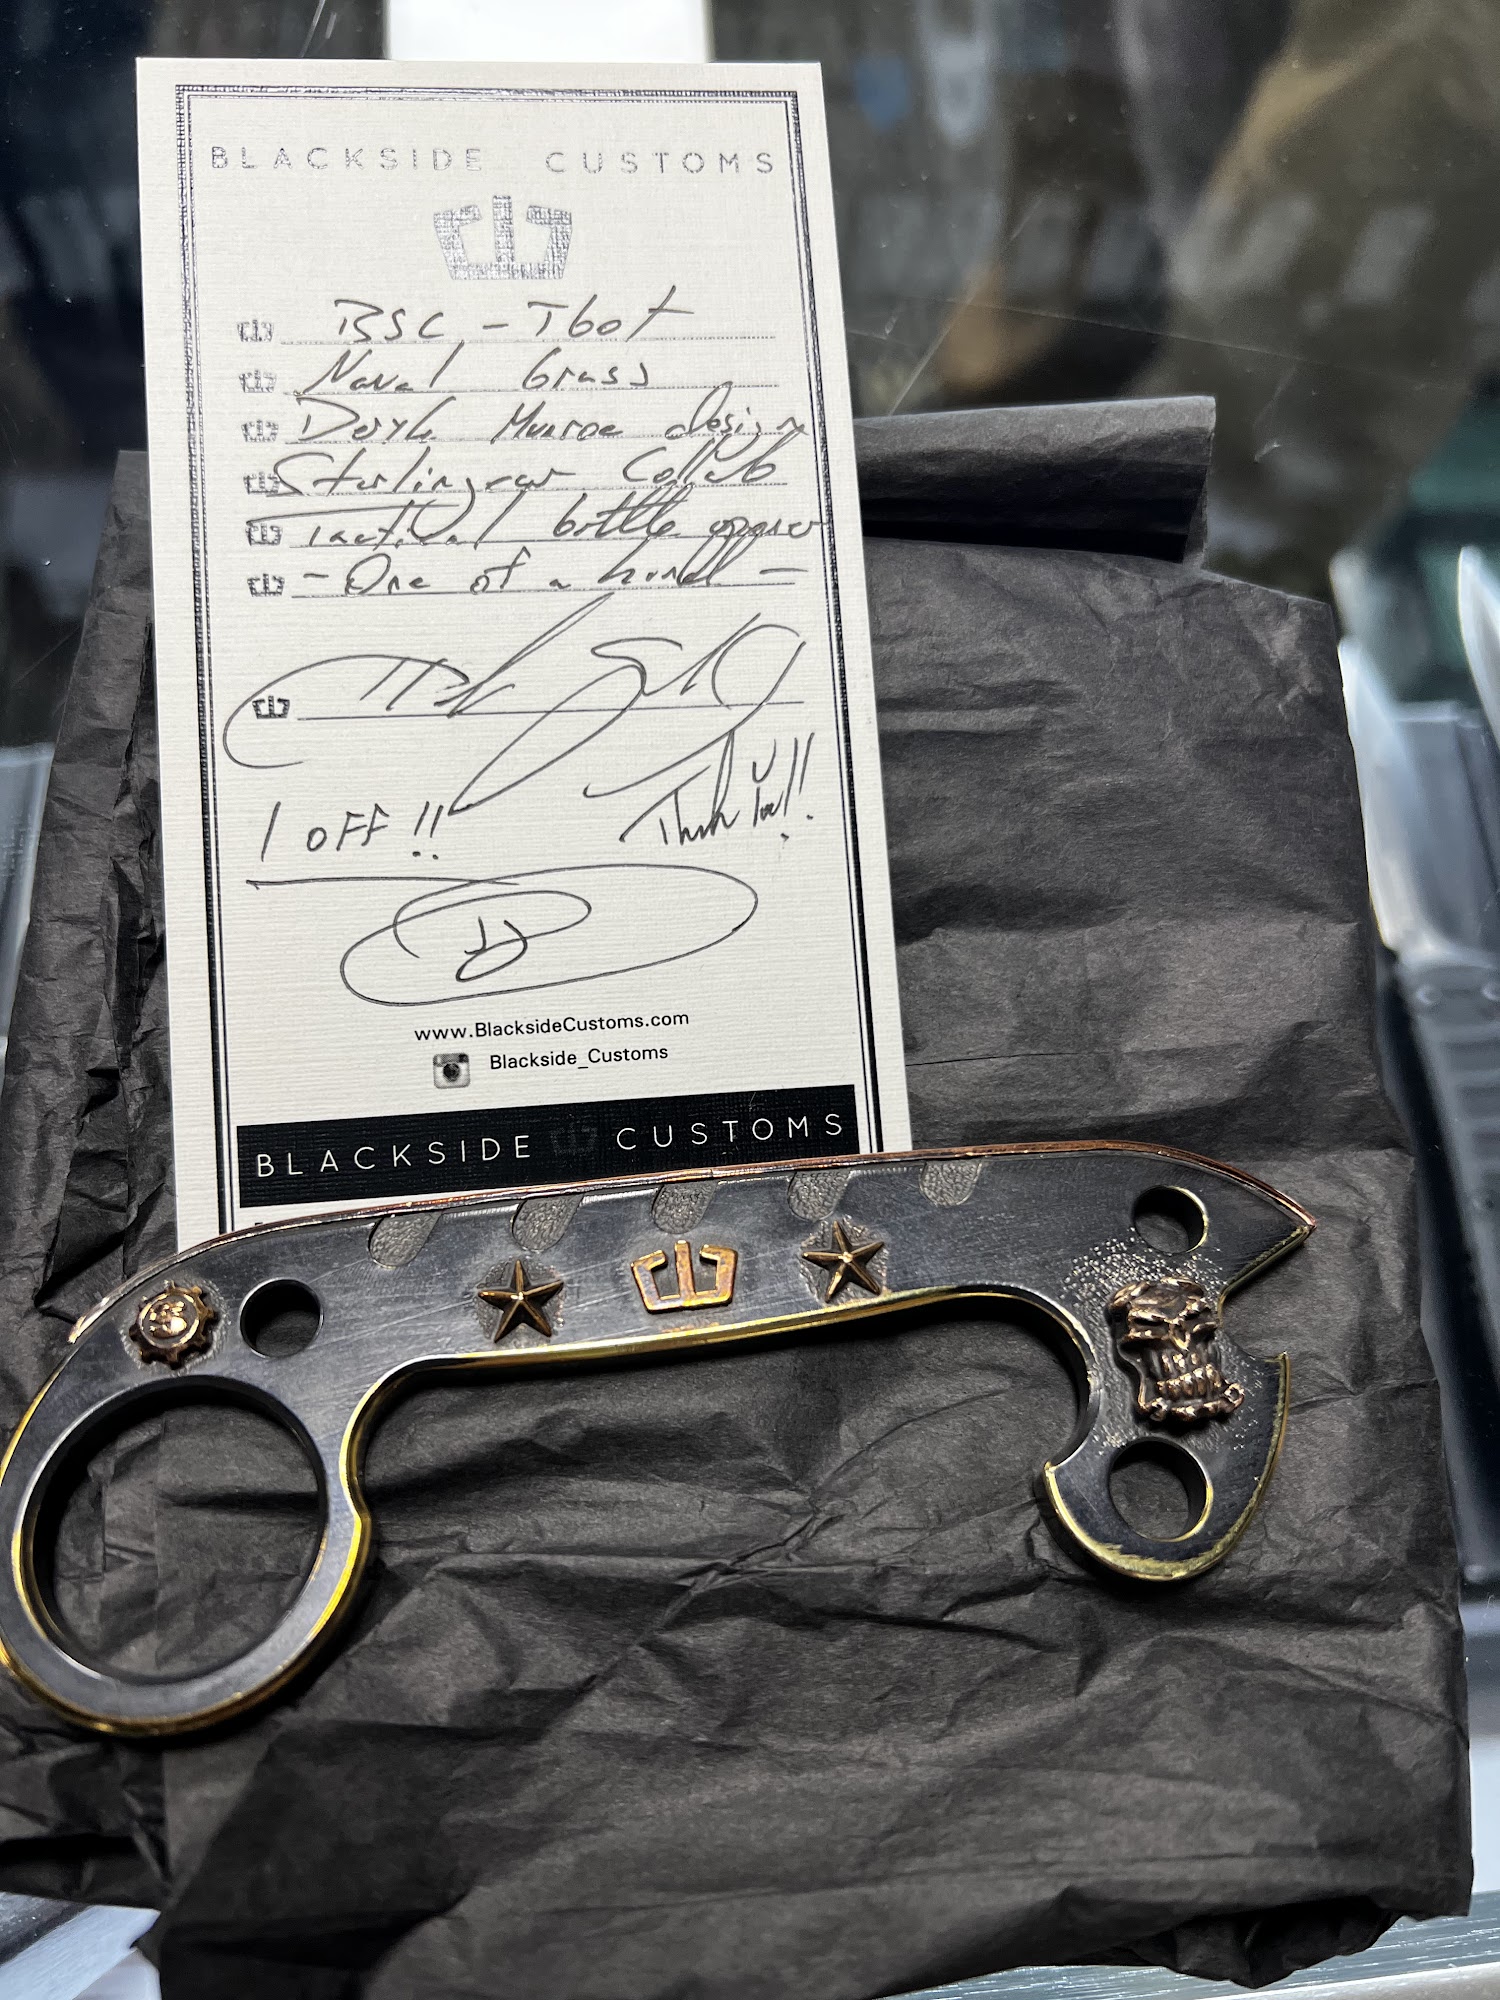 BLACKSIDE CUSTOMS
BSC - Tbot
Naval brass
Deryk Munroe design
Starlingear Collab
Tactical bottle opener
- One of a kind -
1 OFF!!
Thank You!!
www.BlacksideCustoms.com
Blackside_Customs
BLACKSIDE CUSTOMS